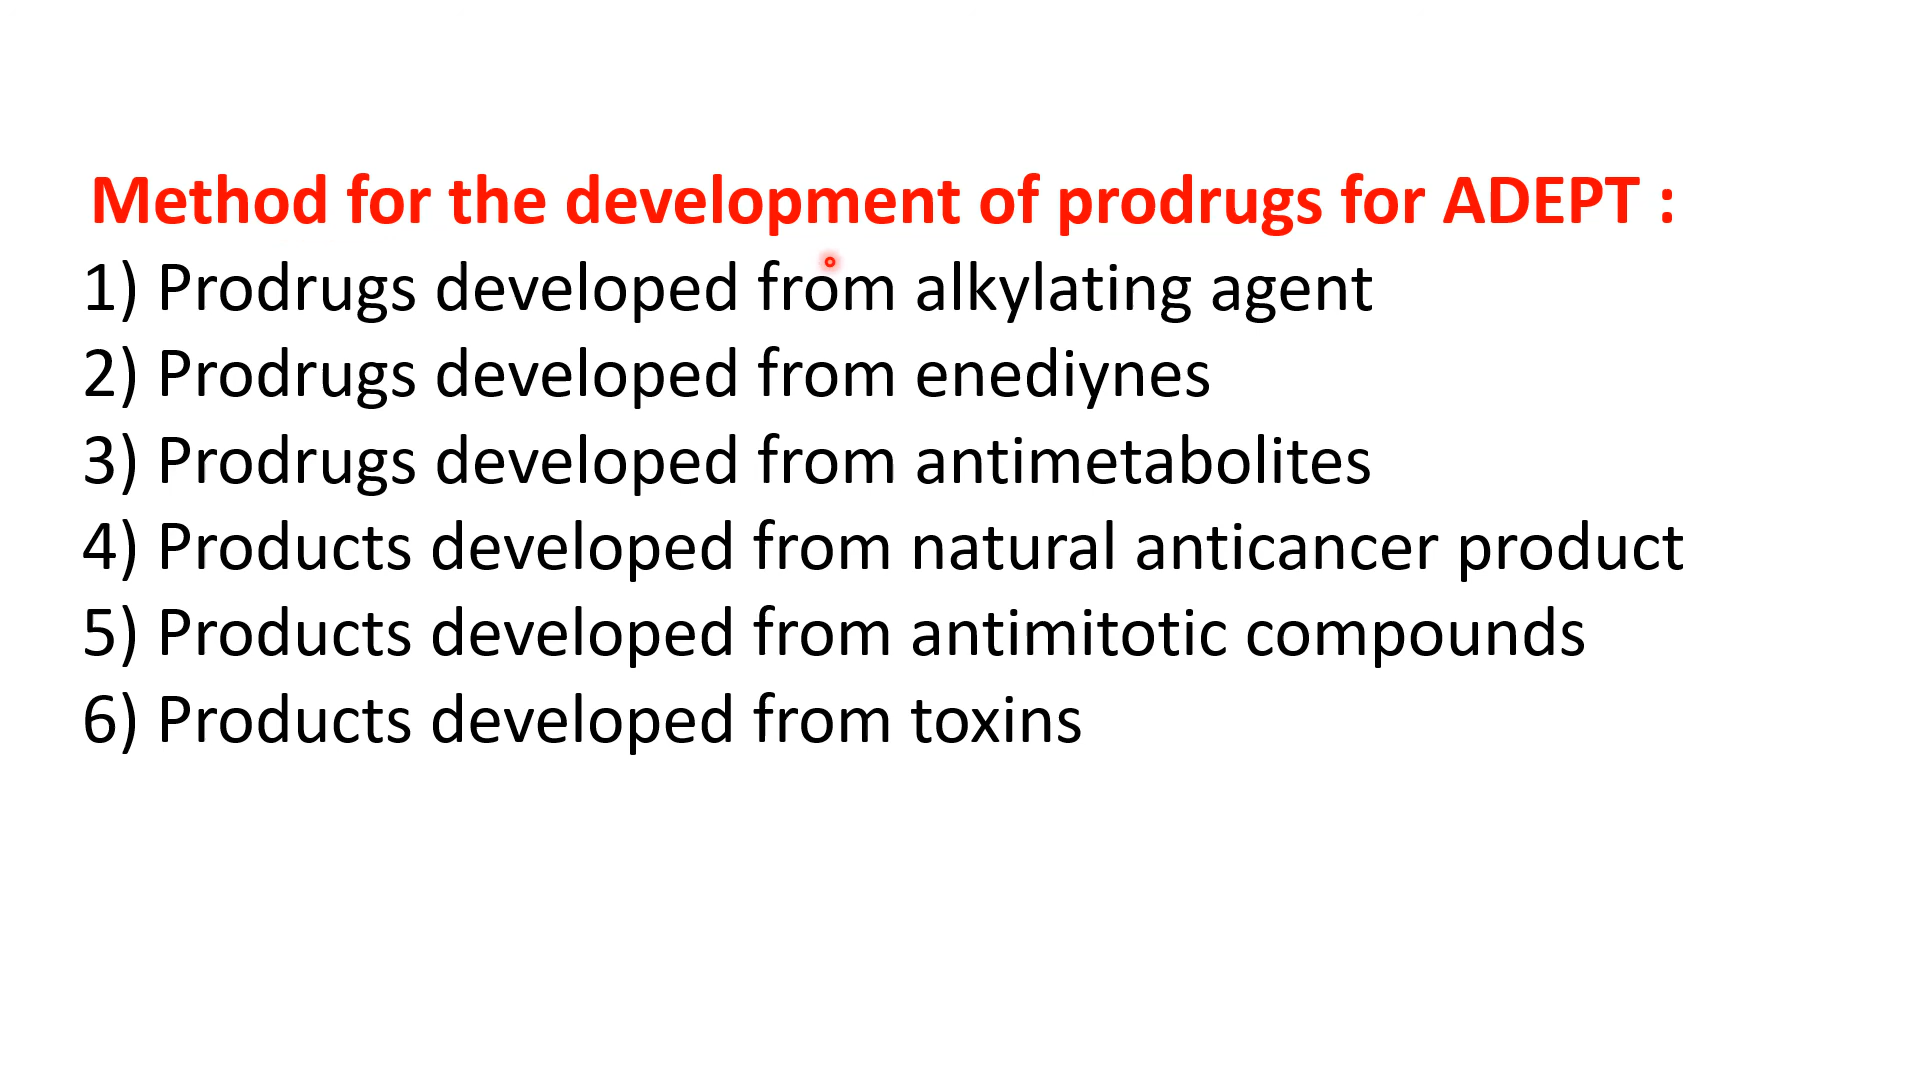 Method for the development of prodrugs for ADEPT :
1) Prodrugs developed from alkylating agent
2) Prodrugs developed from enediynes
3) Prodrugs developed from antimetabolites
4) Products developed from natural anticancer product
5) Products developed from antimitotic compounds
6) Products developed from toxins